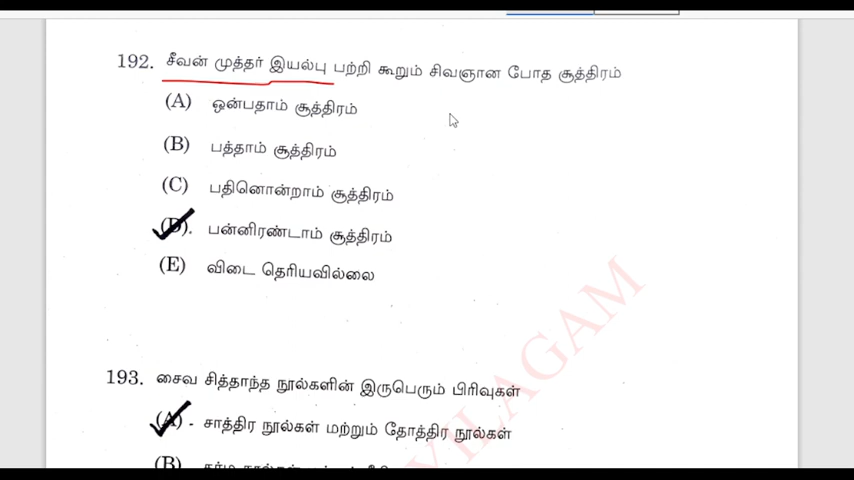 192. சீவன் முத்தர் இயல்பு பற்றி கூறும் சிவஞான போத சூத்திரம்
(A) ஒன்பதாம் சூத்திரம்
(B) பத்தாம் சூத்திரம்
(C) பதினொன்றாம் சூத்திரம்
(D). பன்னிரண்டாம் சூத்திரம்
(E) விடை தெரியவில்லை
193. சைவ சித்தாந்த நூல்களின் இருபெரும் பிரிவுகள்
(A). சாத்திர நூல்கள் மற்றும் தோத்திர நூல்கள்
(B)